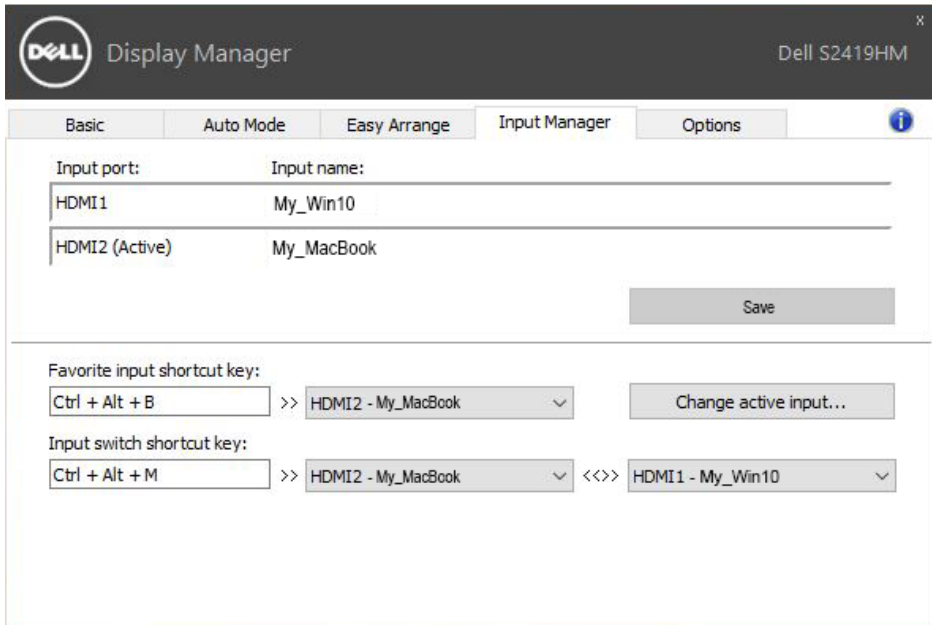 DELL Display Manager Dell S2419HM x
Basic Auto Mode Easy Arrange Input Manager Options i
Input port: Input name:
HDMI1 My_Win10
HDMI2 (Active) My_MacBook
Save
Favorite input shortcut key:
Ctrl + Alt + B >> HDMI2 - My_MacBook Change active input...
Input switch shortcut key:
Ctrl + Alt + M >> HDMI2 - My_MacBook <<>> HDMI1 - My_Win10